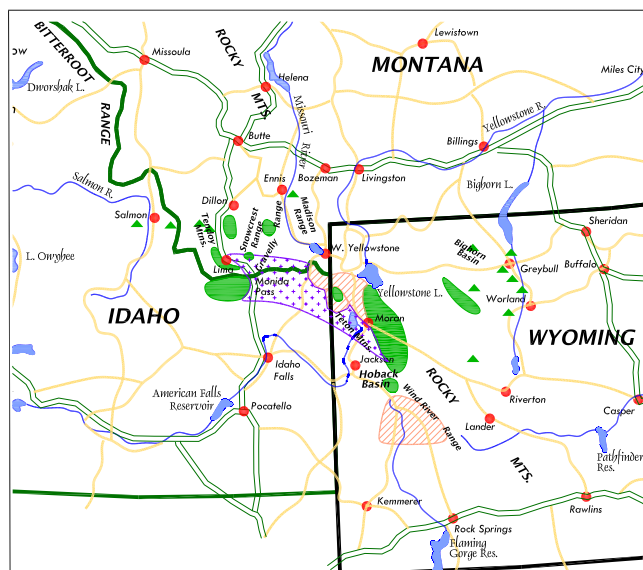 BITTERROOT
RANGE
ow
Missoula
ROCKY
MTS.
Lewistown
MONTANA
Miles City
Dworshak L.
Helena
Missouri
River
Yellowstone R.
Butte
Billings
Bozeman
Livingston
Salmon R.
Ennis
Bighorn L.
Dillon
Salmon
Tendoy
Mtns.
Snowcrest
Range
Gravelly
Range
Madison
Range
Sheridan
L. Owyhee
W. Yellowstone
Bighorn
Basin
Greybull
Buffalo
Lima
Monida
Pass
Yellowstone L.
Worland
IDAHO
Moran
Teton Mtns.
WYOMING
Idaho
Falls
Jackson
Hoback
Basin
ROCKY
American Falls
Reservoir
Pocatello
Wind River
Range
Riverton
Casper
Lander
MTS.
Pathfinder
Res.
Kemmerer
Rawlins
Rock Springs
Flaming
Gorge Res.